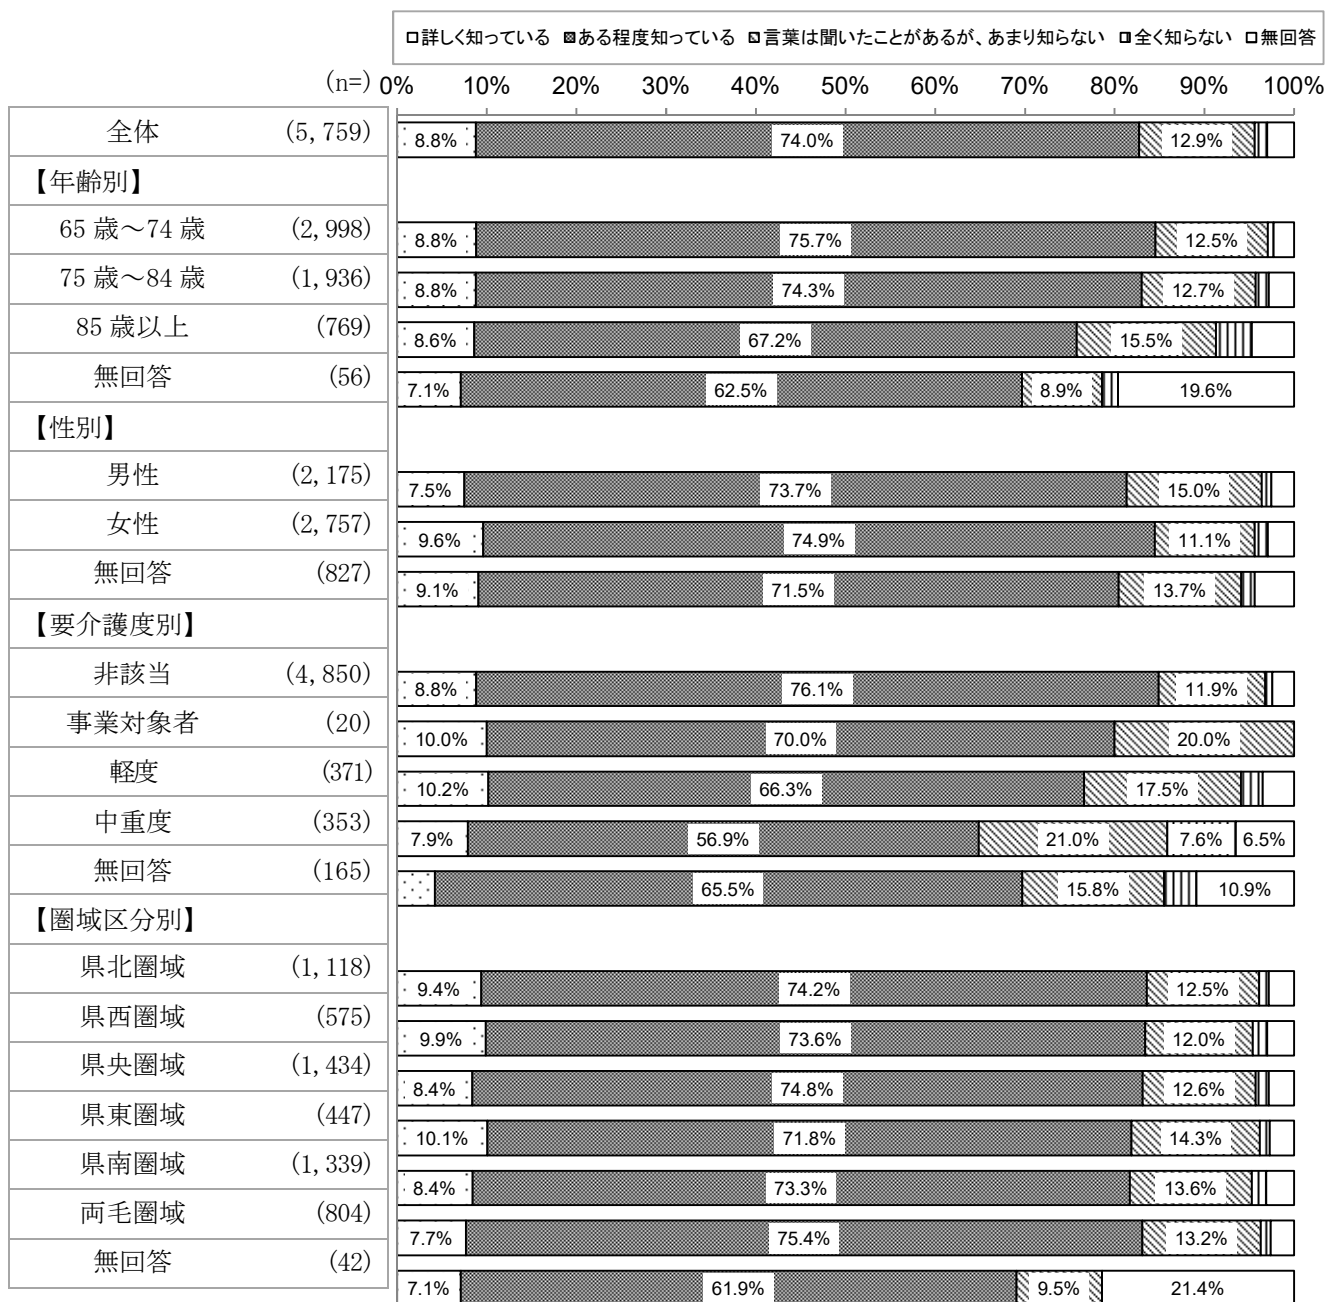 詳しく知っている ある程度知っている 言葉は聞いたことがあるが、あまり知らない 全く知らない 無回答
(n=) 0% 10% 20% 30% 40% 50% 60% 70% 80% 90% 100%
全体 (5,759) 8.8% 74.0% 12.9%
【年齢別】
65歳～74歳 (2,998) 8.8% 75.7% 12.5%
75歳～84歳 (1,936) 8.8% 74.3% 12.7%
85歳以上 (769) 8.6% 67.2% 15.5%
無回答 (56) 7.1% 62.5% 8.9% 19.6%
【性別】
男性 (2,175) 7.5% 73.7% 15.0%
女性 (2,757) 9.6% 74.9% 11.1%
無回答 (827) 9.1% 71.5% 13.7%
【要介護度別】
非該当 (4,850) 8.8% 76.1% 11.9%
事業対象者 (20) 10.0% 70.0% 20.0%
軽度 (371) 10.2% 66.3% 17.5%
中重度 (353) 7.9% 56.9% 21.0% 7.6% 6.5%
無回答 (165) 65.5% 15.8% 10.9%
【圏域区分別】
県北圏域 (1,118) 9.4% 74.2% 12.5%
県西圏域 (575) 9.9% 73.6% 12.0%
県央圏域 (1,434) 8.4% 74.8% 12.6%
県東圏域 (447) 10.1% 71.8% 14.3%
県南圏域 (1,339) 8.4% 73.3% 13.6%
両毛圏域 (804) 7.7% 75.4% 13.2%
無回答 (42) 7.1% 61.9% 9.5% 21.4%